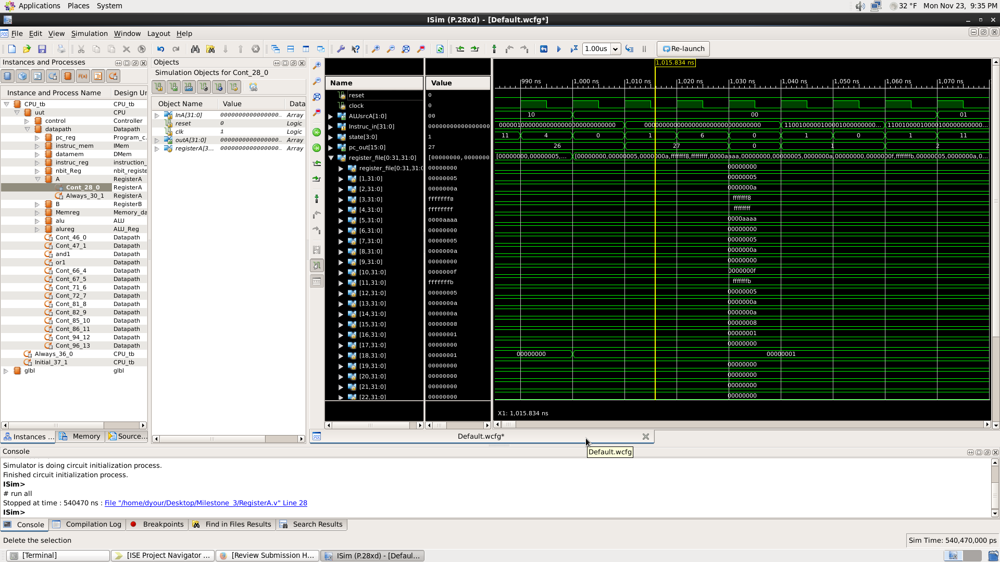 Applications Places System
32 °F Mon Nov 23, 9:35 PM
ISim (P.28xd) - [Default.wcfg*]
File Edit View Simulation Window Layout Help
1.00us
Re-launch
Instances and Processes
Instance and Process Name Design Un
CPU_tb CPU_tb
uut CPU
control Controller
datapath Datapath
pc_reg Program_c.
instruc_mem IMem
datamem DMem
instruc_reg instruction_
nbit_Reg nbit_registe
A RegisterA
Cont_28_0 RegisterA
Always_30_1 RegisterA
B RegisterB
Memreg Memory_da
alu ALU
alureg ALU_Reg
Cont_46_0 Datapath
Cont_47_1 Datapath
and1 Datapath
or1 Datapath
Cont_66_4 Datapath
Cont_67_5 Datapath
Cont_71_6 Datapath
Cont_72_7 Datapath
Cont_81_8 Datapath
Cont_82_9 Datapath
Cont_85_10 Datapath
Cont_86_11 Datapath
Cont_94_12 Datapath
Cont_96_13 Datapath
Always_36_0 CPU_tb
Initial_37_1 CPU_tb
glbl glbl
Instances ... Memory Source...
Objects
Simulation Objects for Cont_28_0
Object Name Value Data
InA[31:0] 0000000000000000... Array
reset 0 Logic
clk 1 Logic
outA[31:0] 0000000000000000... Array
registerA[3... 0000000000000000... Array
Name Value
reset 0
clock 0
ALUsrcA[1:0] 00
Instruc_in[31:0] 00000000000000000
state[3:0] 1
pc_out[15:0] 27
register_file[0:31,31:0] [00000000,0000000
register_file[0:31,31:0 00000000
[1,31:0] 00000005
[2,31:0] 0000000a
[3,31:0] fffffff8
[4,31:0] ffffffff
[5,31:0] 0000aaaa
[6,31:0] 00000000
[7,31:0] 00000005
[8,31:0] 0000000a
[9,31:0] 00000000
[10,31:0] 0000000f
[11,31:0] fffffffb
[12,31:0] 00000005
[13,31:0] 0000000a
[14,31:0] 0000000a
[15,31:0] 00000008
[16,31:0] 00000001
[17,31:0] 00000000
[18,31:0] 00000001
[19,31:0] 00000000
[20,31:0] 00000000
[21,31:0] 00000000
[22,31:0] 00000000
1,015.834 ns
990 ns 1,000 ns 1,010 ns 1,020 ns 1,030 ns 1,040 ns 1,050 ns 1,060 ns 1,070 ns
10 00 01
00000100000000000000000000000000 00000000000000000000000000000000 11001000010000100000000... 11001000010000100000000000...
11 4 0 1 6 0 1 0 1 11
26 27 0 1 2
[00000000,00000005,... [00000000,00000005,0000000a,fffffff8,ffffffff,0000aaaa,00000000,00000005,0000000a,00000000,0000000f,fffffffb,00000005,0000000a,0...
00000000
00000005
0000000a
fffffff8
ffffffff
0000aaaa
00000000
00000005
0000000a
00000000
0000000f
fffffffb
00000005
0000000a
0000000a
00000008
00000001
00000000
00000000 00000001
00000000
00000000
00000000
00000000
X1: 1,015.834 ns
Default.wcfg*
Default.wcfg
Console
Simulator is doing circuit initialization process.
Finished circuit initialization process.
ISim>
# run all
Stopped at time : 540470 ns : File "/home/dyour/Desktop/Milestone_3/RegisterA.v" Line 28
ISim>
Console Compilation Log Breakpoints Find in Files Results Search Results
Delete the selection
Sim Time: 540,470,000 ps
[Terminal] [ISE Project Navigator ... [Review Submission H... ISim (P.28xd) - [Defaul...